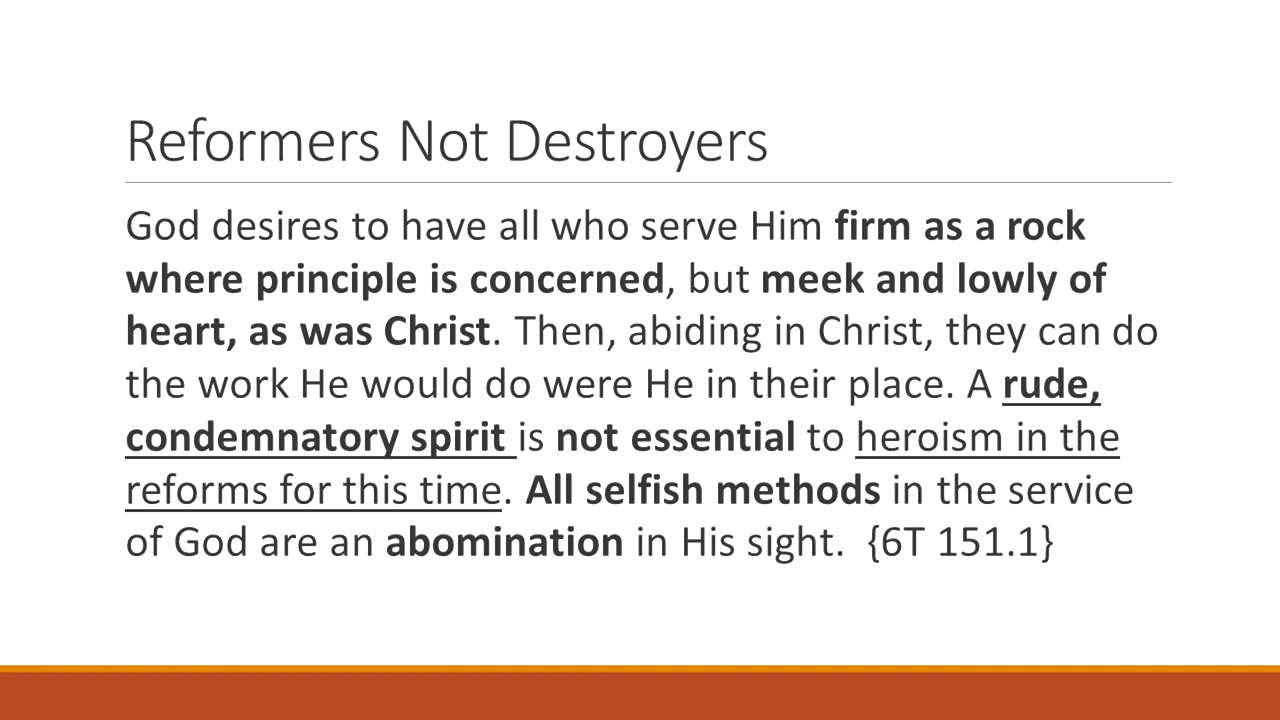 Reformers Not Destroyers
God desires to have all who serve Him firm as a rock
where principle is concerned, but meek and lowly of
heart, as was Christ. Then, abiding in Christ, they can do
the work He would do were He in their place. A rude,
condemnatory spirit is not essential to heroism in the
reforms for this time. All selfish methods in the service
of God are an abomination in His sight.  {6T 151.1}